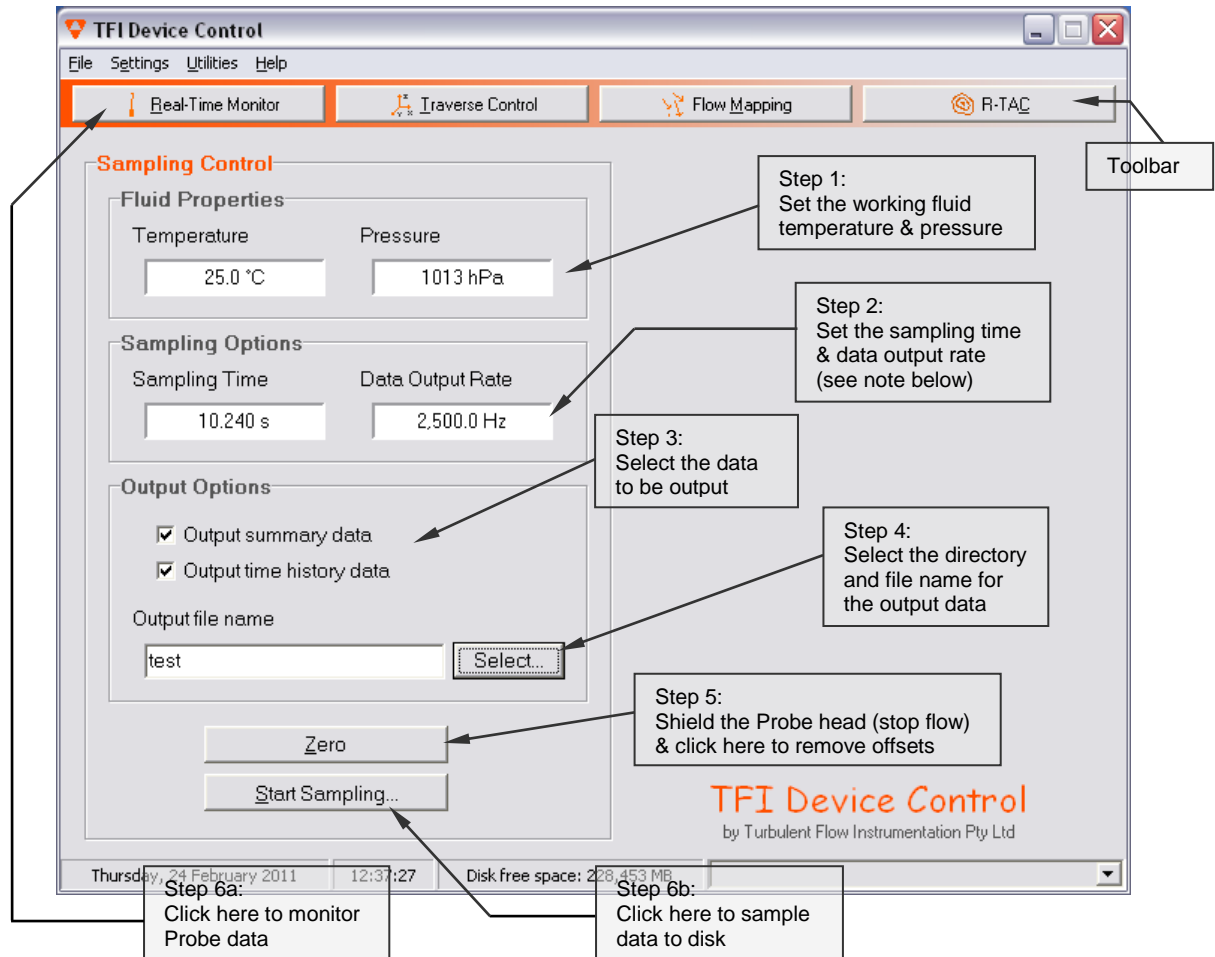 TFI Device Control
File Settings Utilities Help
Real-Time Monitor
Traverse Control
Flow Mapping
R-TAC
Toolbar
Sampling Control
Fluid Properties
Temperature Pressure
25.0 °C 1013 hPa
Step 1:
Set the working fluid
temperature & pressure
Sampling Options
Sampling Time Data Output Rate
10.240 s 2,500.0 Hz
Step 2:
Set the sampling time
& data output rate
(see note below)
Output Options
Output summary data
Output time history data
Step 3:
Select the data
to be output
Output file name
test Select...
Step 4:
Select the directory
and file name for
the output data
Zero
Step 5:
Shield the Probe head (stop flow)
& click here to remove offsets
Start Sampling...
TFI Device Control
by Turbulent Flow Instrumentation Pty Ltd
Thursday, 24 February 2011 12:37:27 Disk free space: 228,453 MB
Step 6a:
Click here to monitor
Probe data
Step 6b:
Click here to sample
data to disk